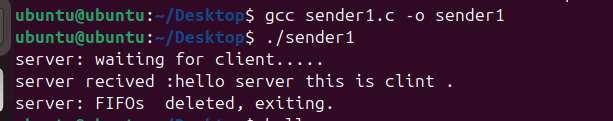 ubuntu@ubuntu:~/Desktop$ gcc sender1.c -o sender1
ubuntu@ubuntu:~/Desktop$ ./sender1
server: waiting for client.....
server recived :hello server this is clint .
server: FIFOs  deleted, exiting.